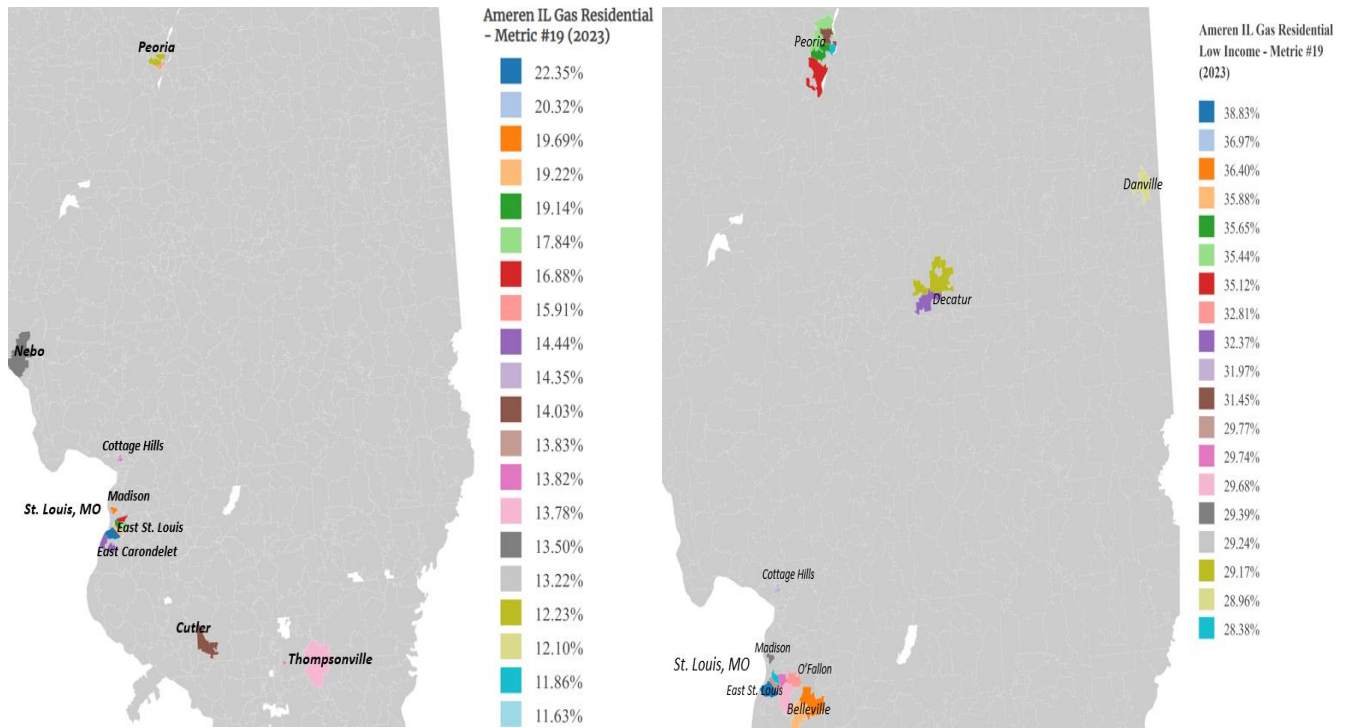 Ameren IL Gas Residential
- Metric #19 (2023)
22.35%
20.32%
19.69%
19.22%
19.14%
17.84%
16.88%
15.91%
14.44%
14.35%
14.03%
13.83%
13.82%
13.78%
13.50%
13.22%
12.23%
12.10%
11.86%
11.63%
Peoria
Nebo
Cottage Hills
Madison
St. Louis, MO
East St. Louis
East Carondelet
Cutler
Thompsonville
Ameren IL Gas Residential
Low Income - Metric #19
(2023)
38.83%
36.97%
36.40%
35.88%
35.65%
35.44%
35.12%
32.81%
32.37%
31.97%
31.45%
29.77%
29.74%
29.68%
29.39%
29.24%
29.17%
28.96%
28.38%
Peoria
Danville
Decatur
Cottage Hills
Madison
St. Louis, MO
O'Fallon
East St. Louis
Belleville